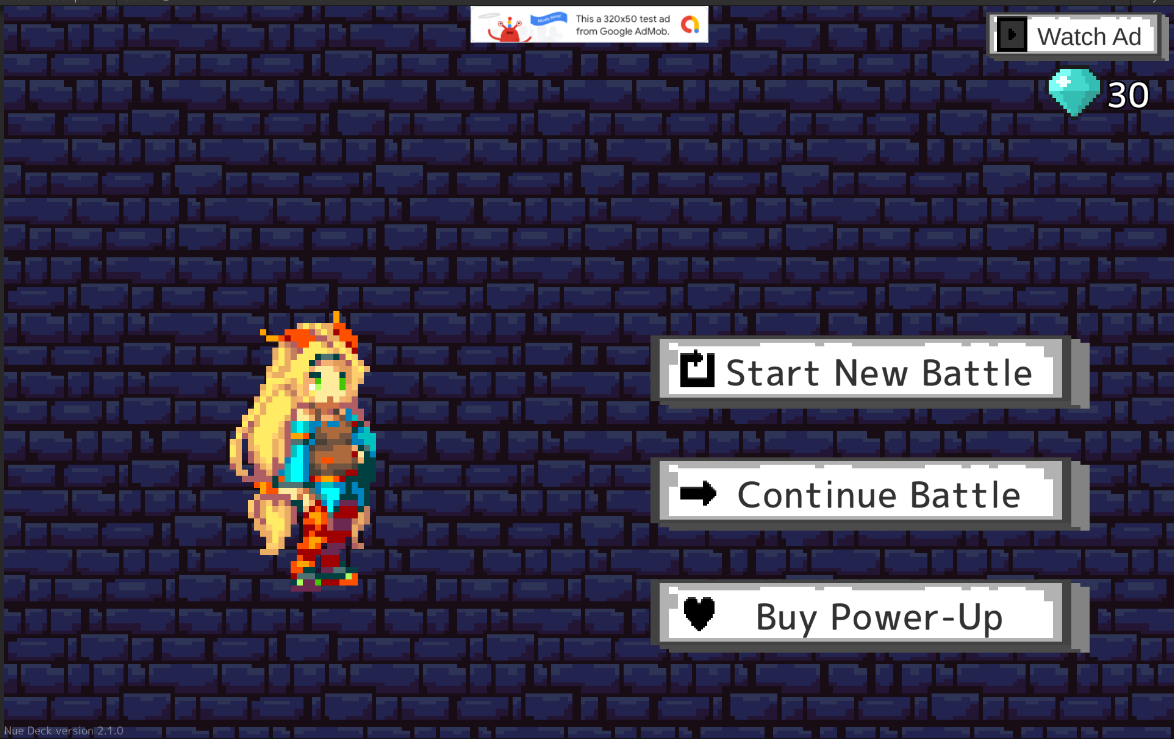 This a 320x50 test ad
from Google AdMob.
Watch Ad
30
Start New Battle
Continue Battle
Buy Power-Up
Nue Deck version 2.1.0